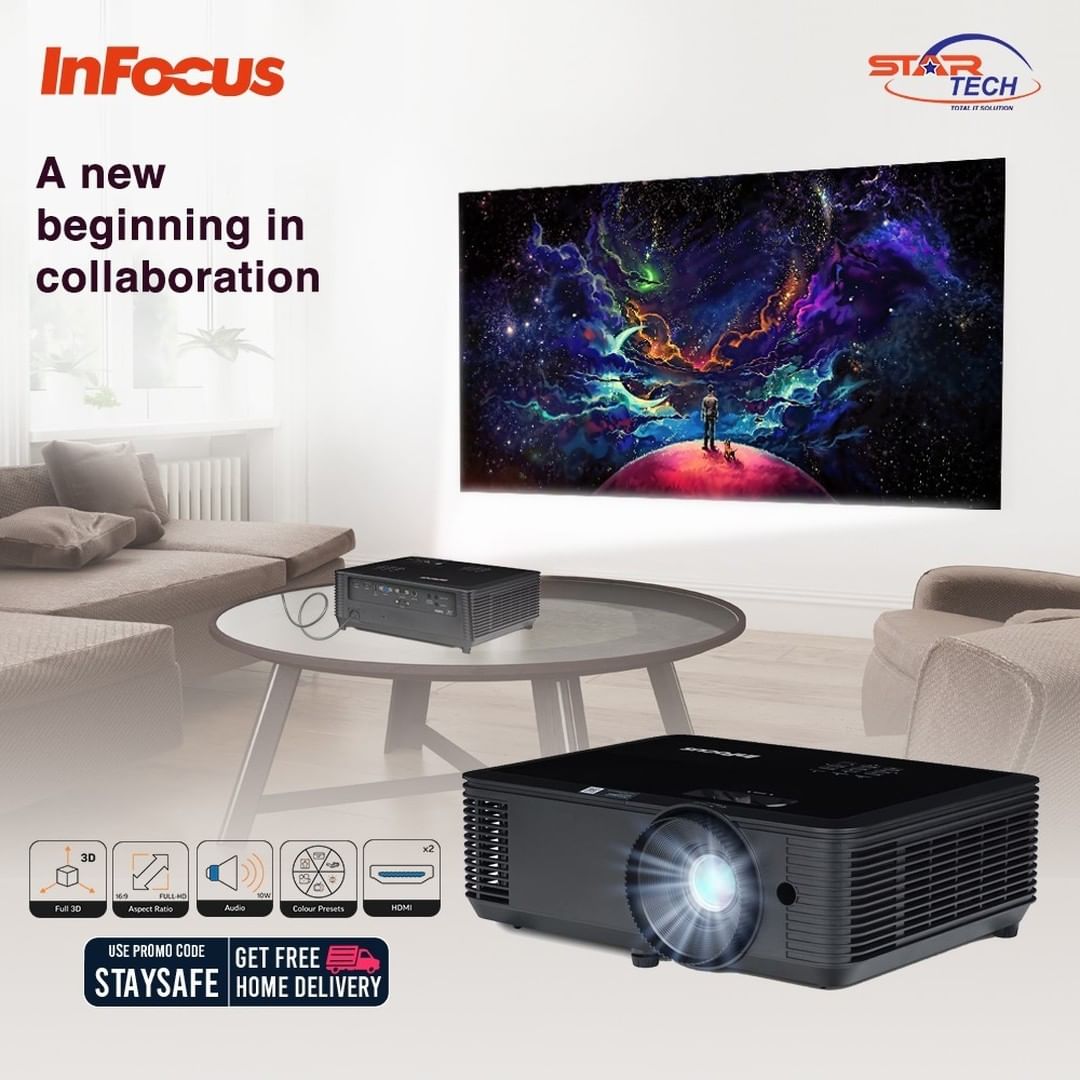 InFocus
STAR
TECH
TOTAL IT SOLUTION
A new
beginning in
collaboration
InFocus
3D
Full 3D
16:9
FULL-HD
Aspect Ratio
10W
Audio
Colour Presets
x2
HDMI
USE PROMO CODE
STAYSAFE
GET FREE
HOME DELIVERY